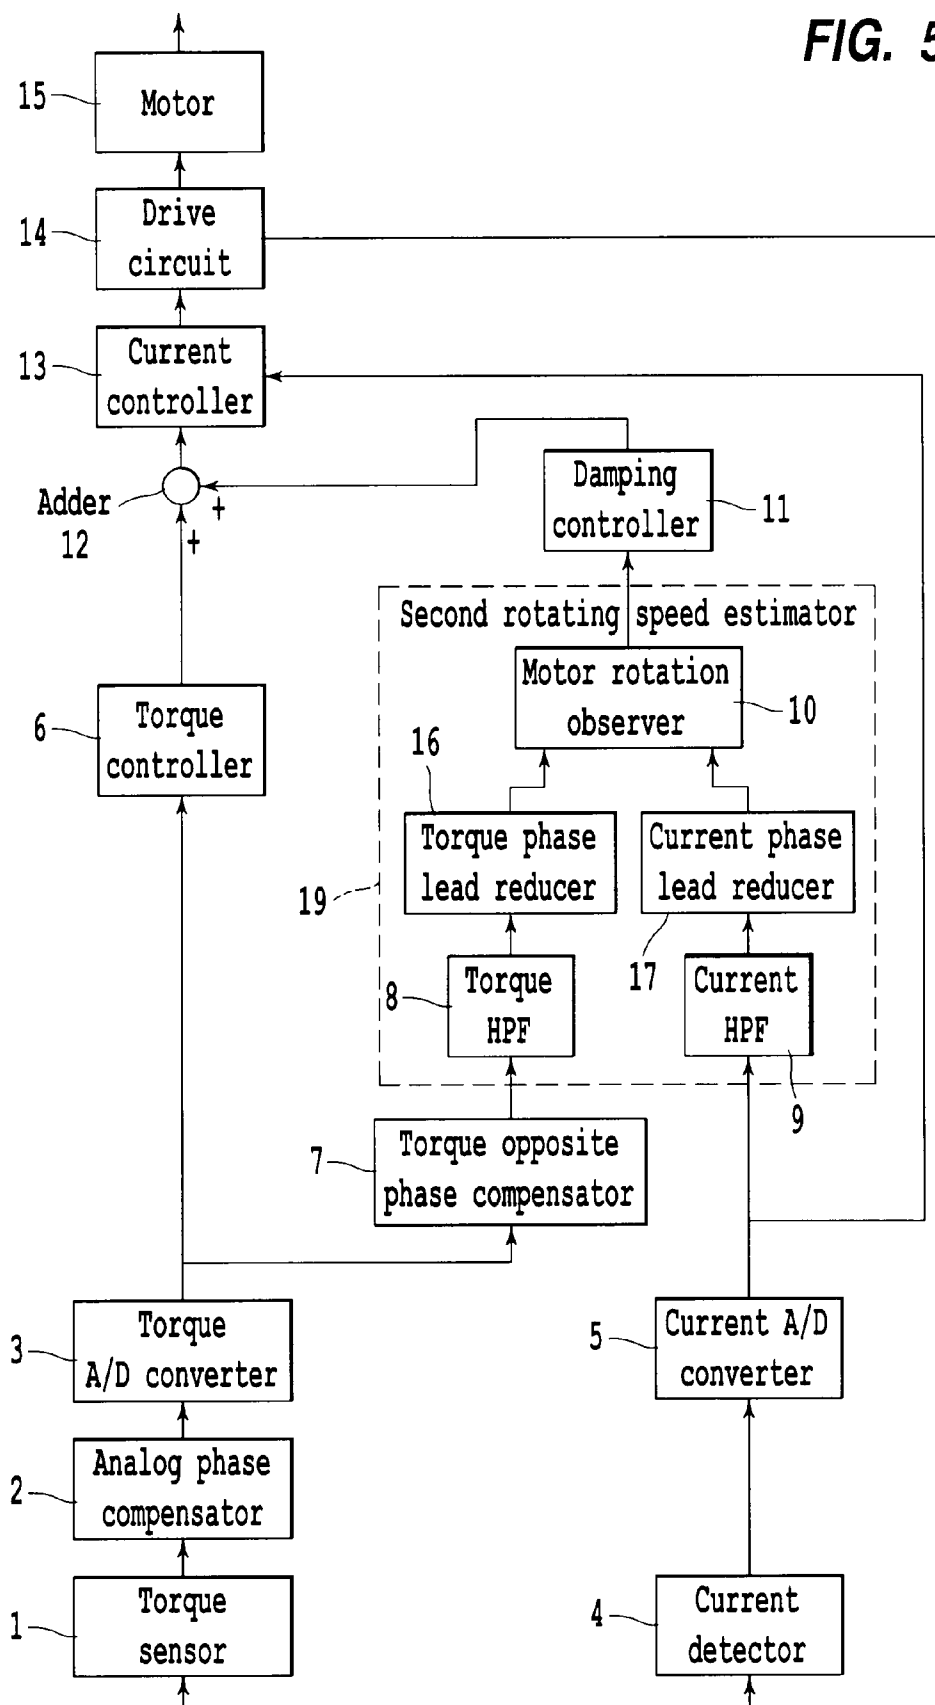 FIG. 5
15
Motor
14
Drive
circuit
13
Current
controller
Adder
12
+
+
Damping
controller
11
Second rotating speed estimator
Motor rotation
observer
10
6
Torque
controller
16
Torque phase
lead reducer
Current phase
lead reducer
19
17
8
Torque
HPF
Current
HPF
9
7
Torque opposite
phase compensator
3
Torque
A/D converter
5
Current A/D
converter
2
Analog phase
compensator
1
Torque
sensor
4
Current
detector